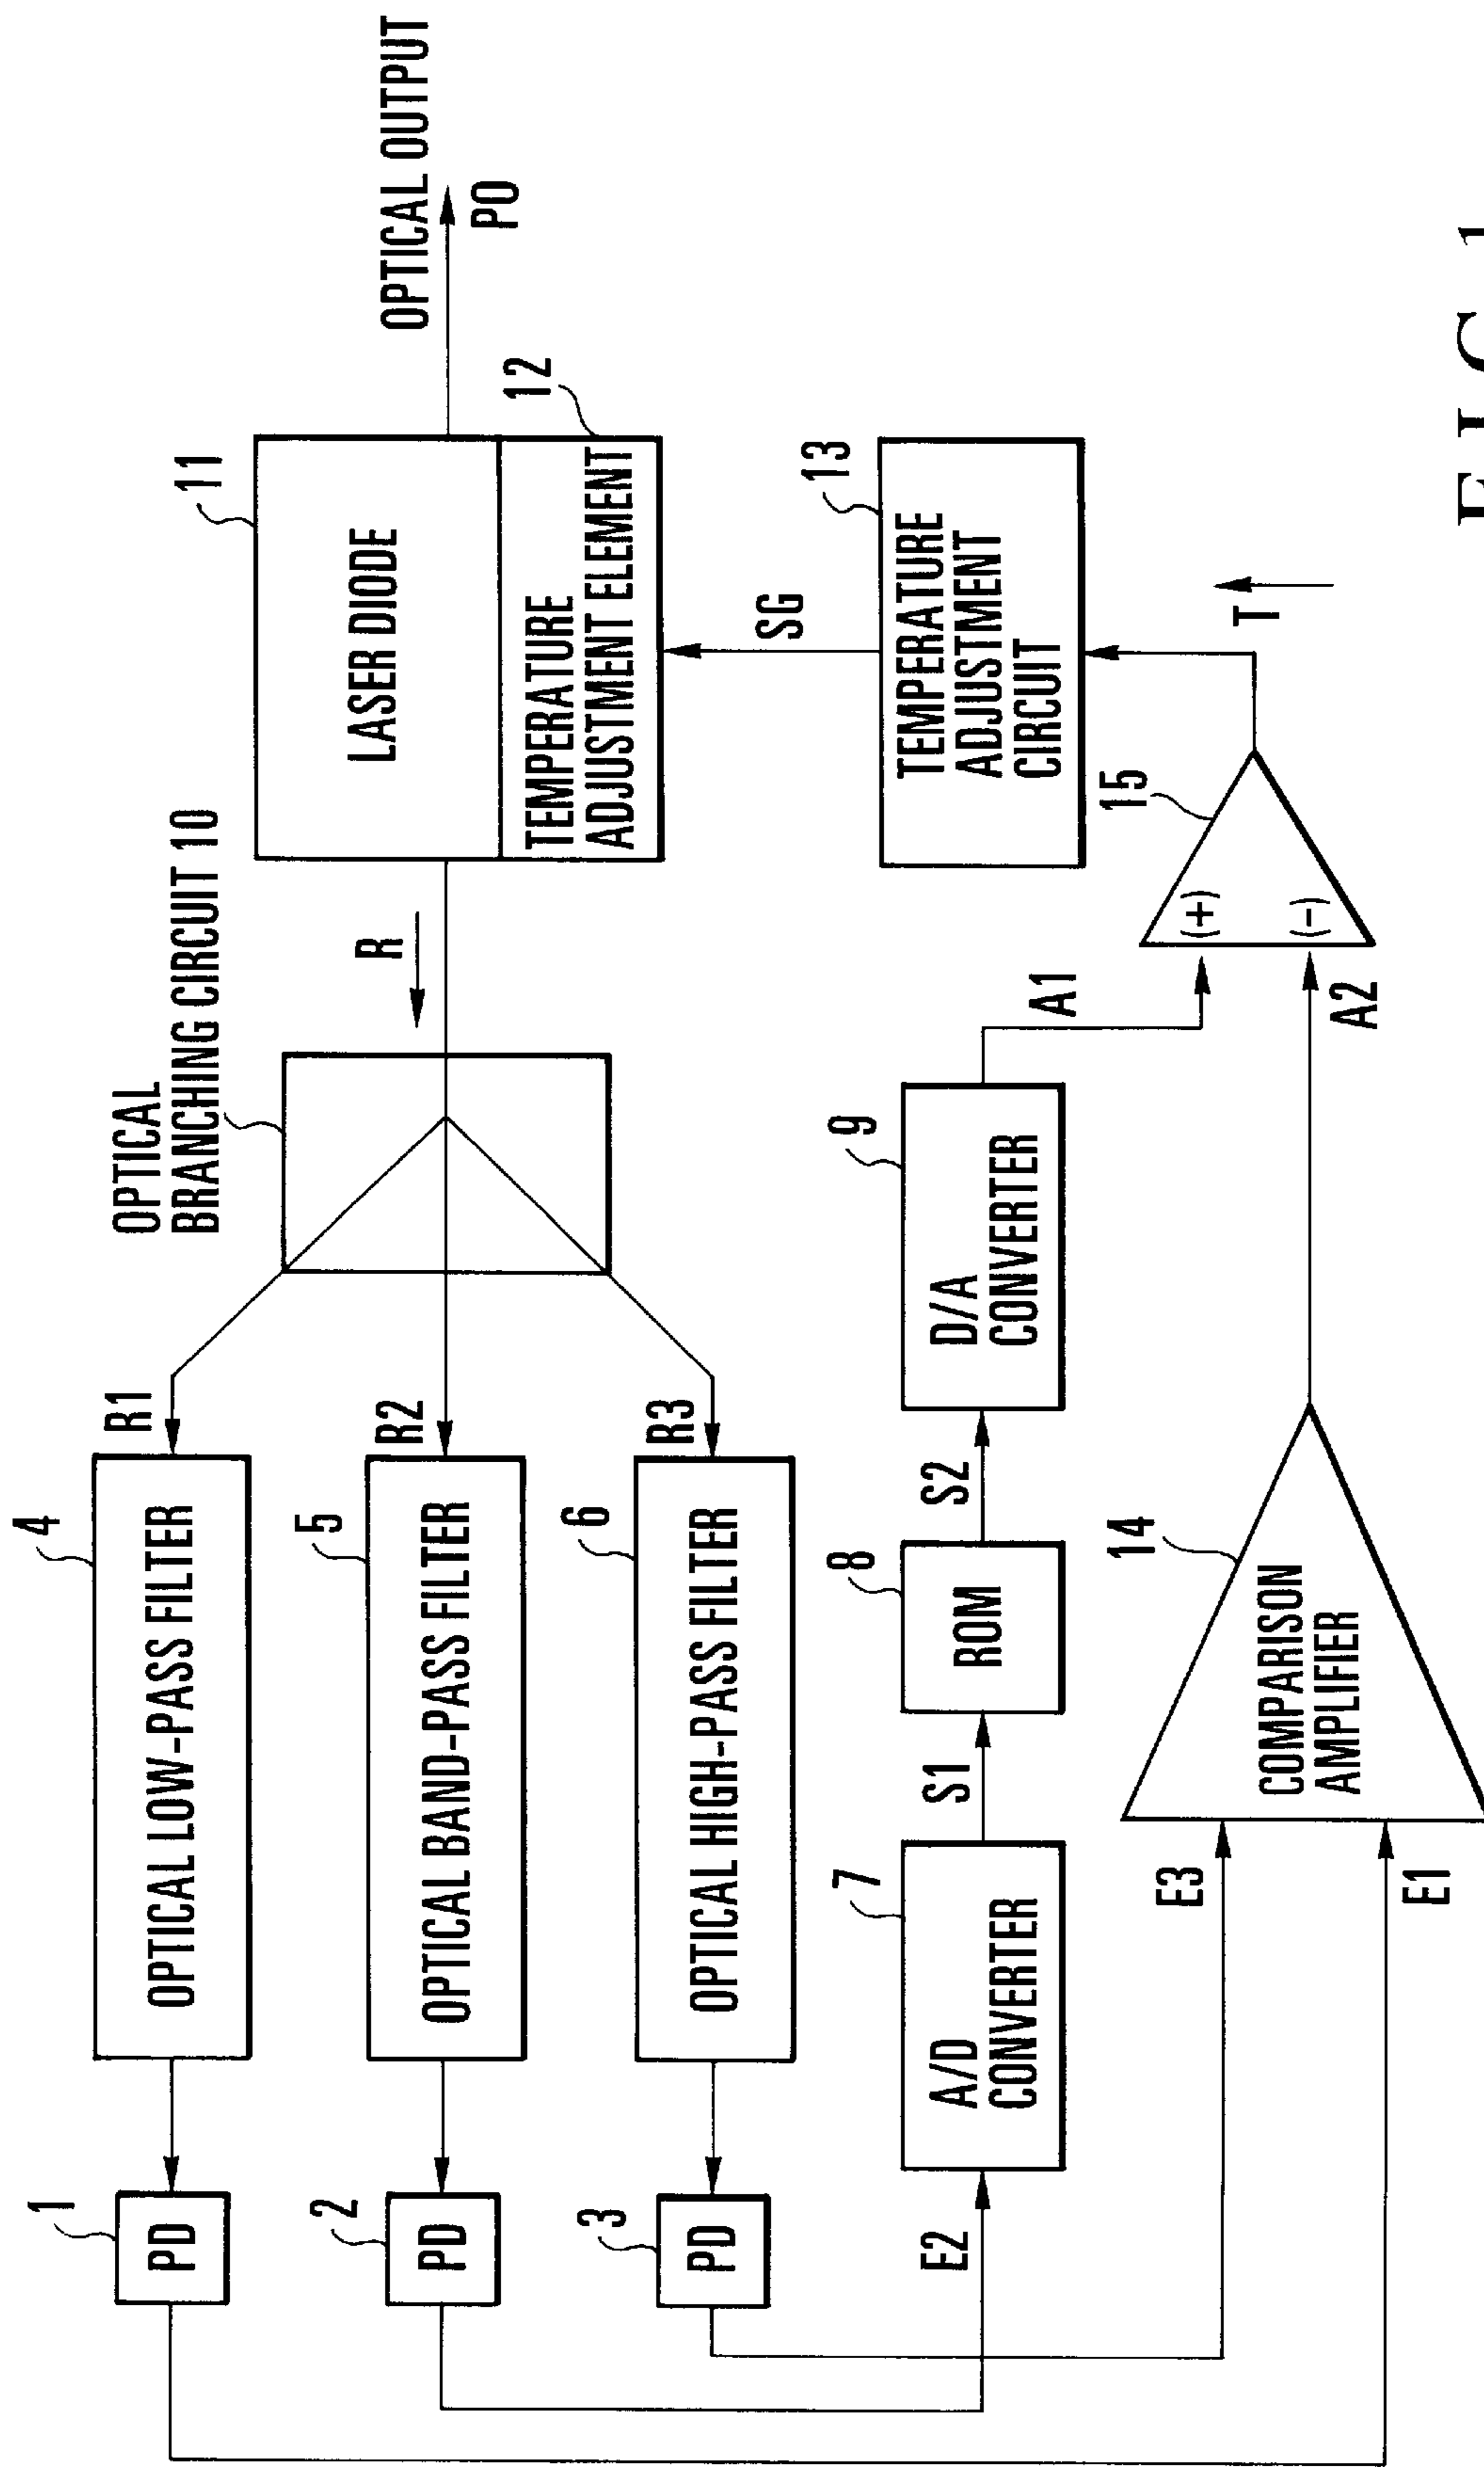 OPTICAL OUTPUT
PO
11
LASER DIODE
12
TEMPERATURE
ADJUSTMENT ELEMENT
OPTICAL
BRANCHING CIRCUIT 10
R
SG
13
TEMPERATURE
ADJUSTMENT
CIRCUIT
T
15
(+)
(-)
A1
A2
R1
R2
R3
4
OPTICAL LOW-PASS FILTER
5
OPTICAL BAND-PASS FILTER
6
OPTICAL HIGH-PASS FILTER
1
PD
2
PD
3
PD
E2
7
A/D
CONVERTER
S1
8
ROM
S2
9
D/A
CONVERTER
14
COMPARISON
AMPLIFIER
E3
E1